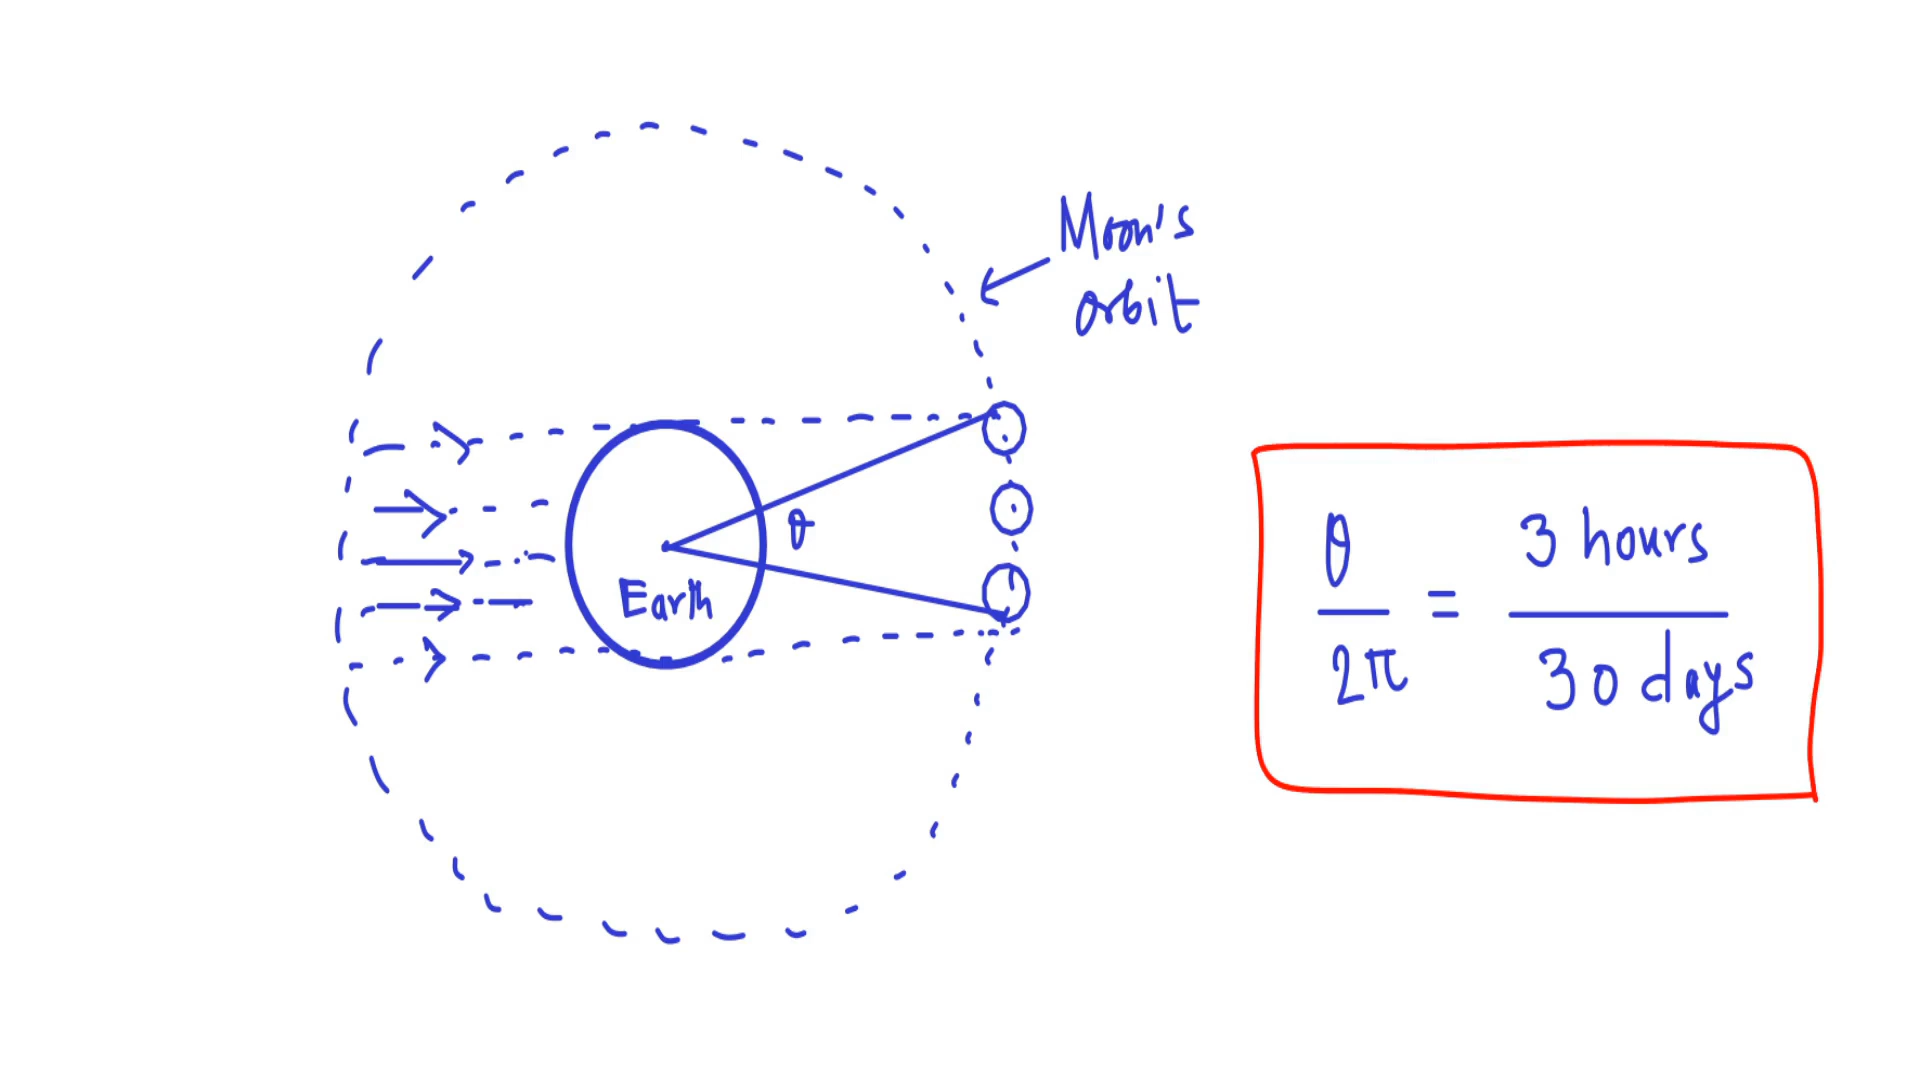 Moon's
orbit
θ
Earth
θ/2π = 3 hours/30 days